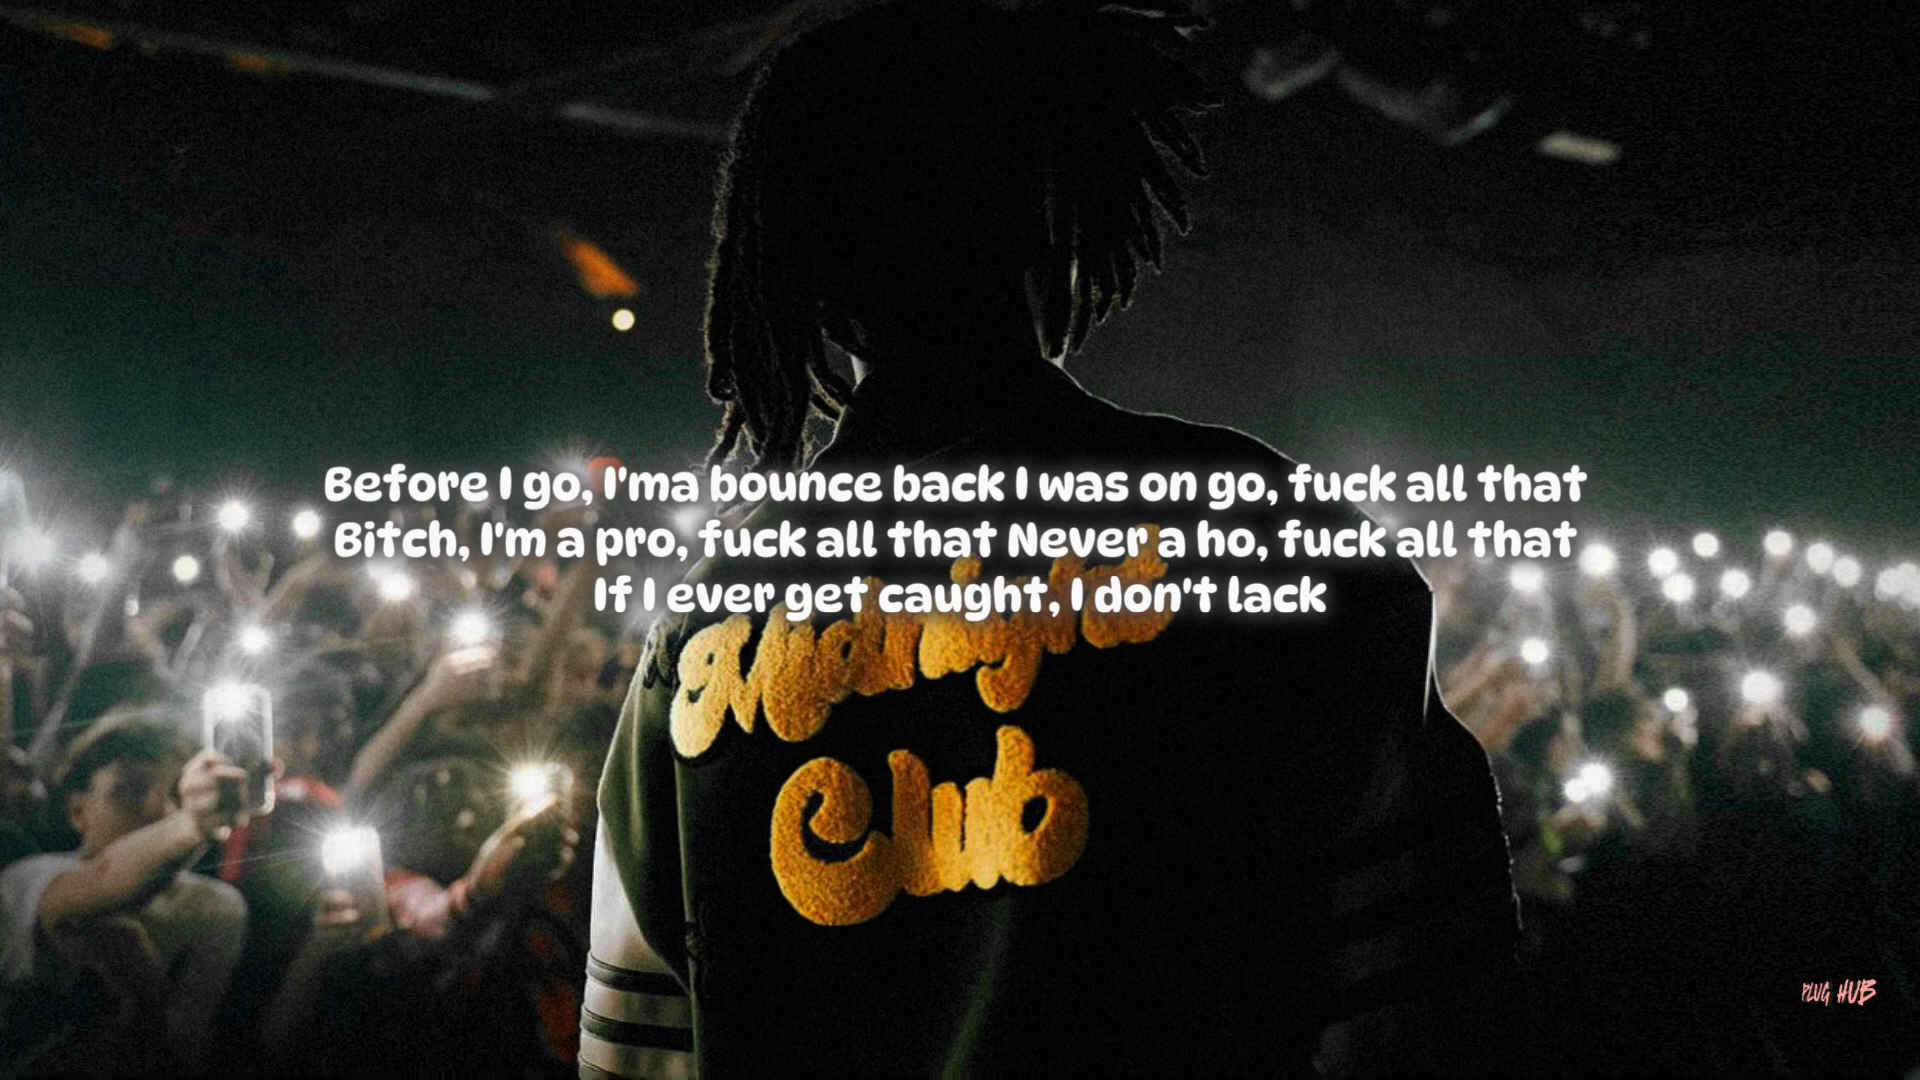 Before I go, I'ma bounce back I was on go, fuck all that
Bitch, I'm a pro, fuck all that Never a ho, fuck all that
If I ever get caught, I don't lack
Midnight
Club
PLUG HUB